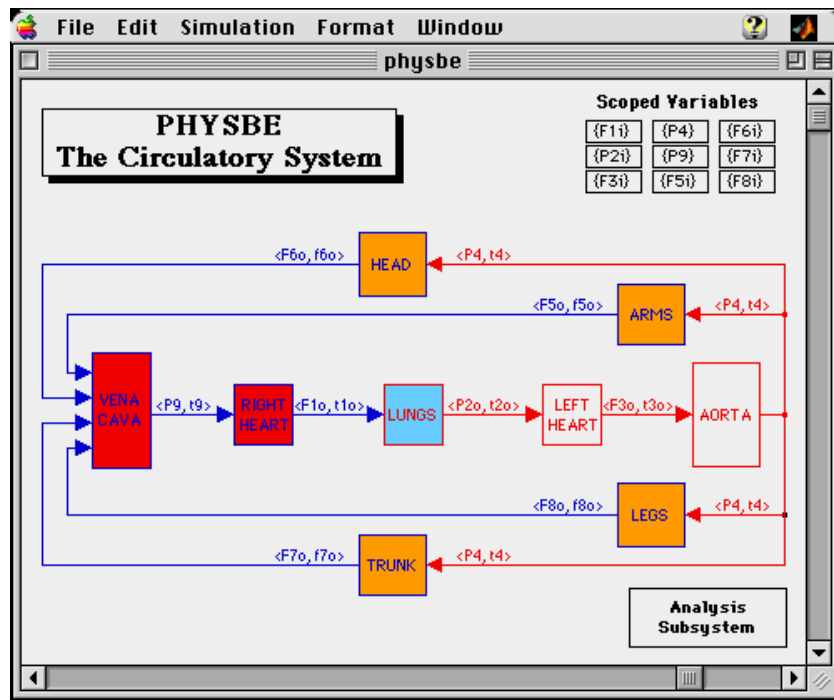 File Edit Simulation Format Window
physbe
PHYSBE
The Circulatory System
Scoped Variables
{F1i} {P4} {F6i}
{P2i} {P9} {F7i}
{F3i} {F5i} {F8i}
<F6o, f6o> HEAD <P4, t4>
<F5o, f5o> ARMS <P4, t4>
VENA
CAVA
<P9, t9>
RIGHT
HEART
<F1o, t1o>
LUNGS
<P2o, t2o>
LEFT
HEART
<F3o, t3o>
AORTA
<F8o, f8o> LEGS <P4, t4>
<F7o, f7o> TRUNK <P4, t4>
Analysis
Subsystem